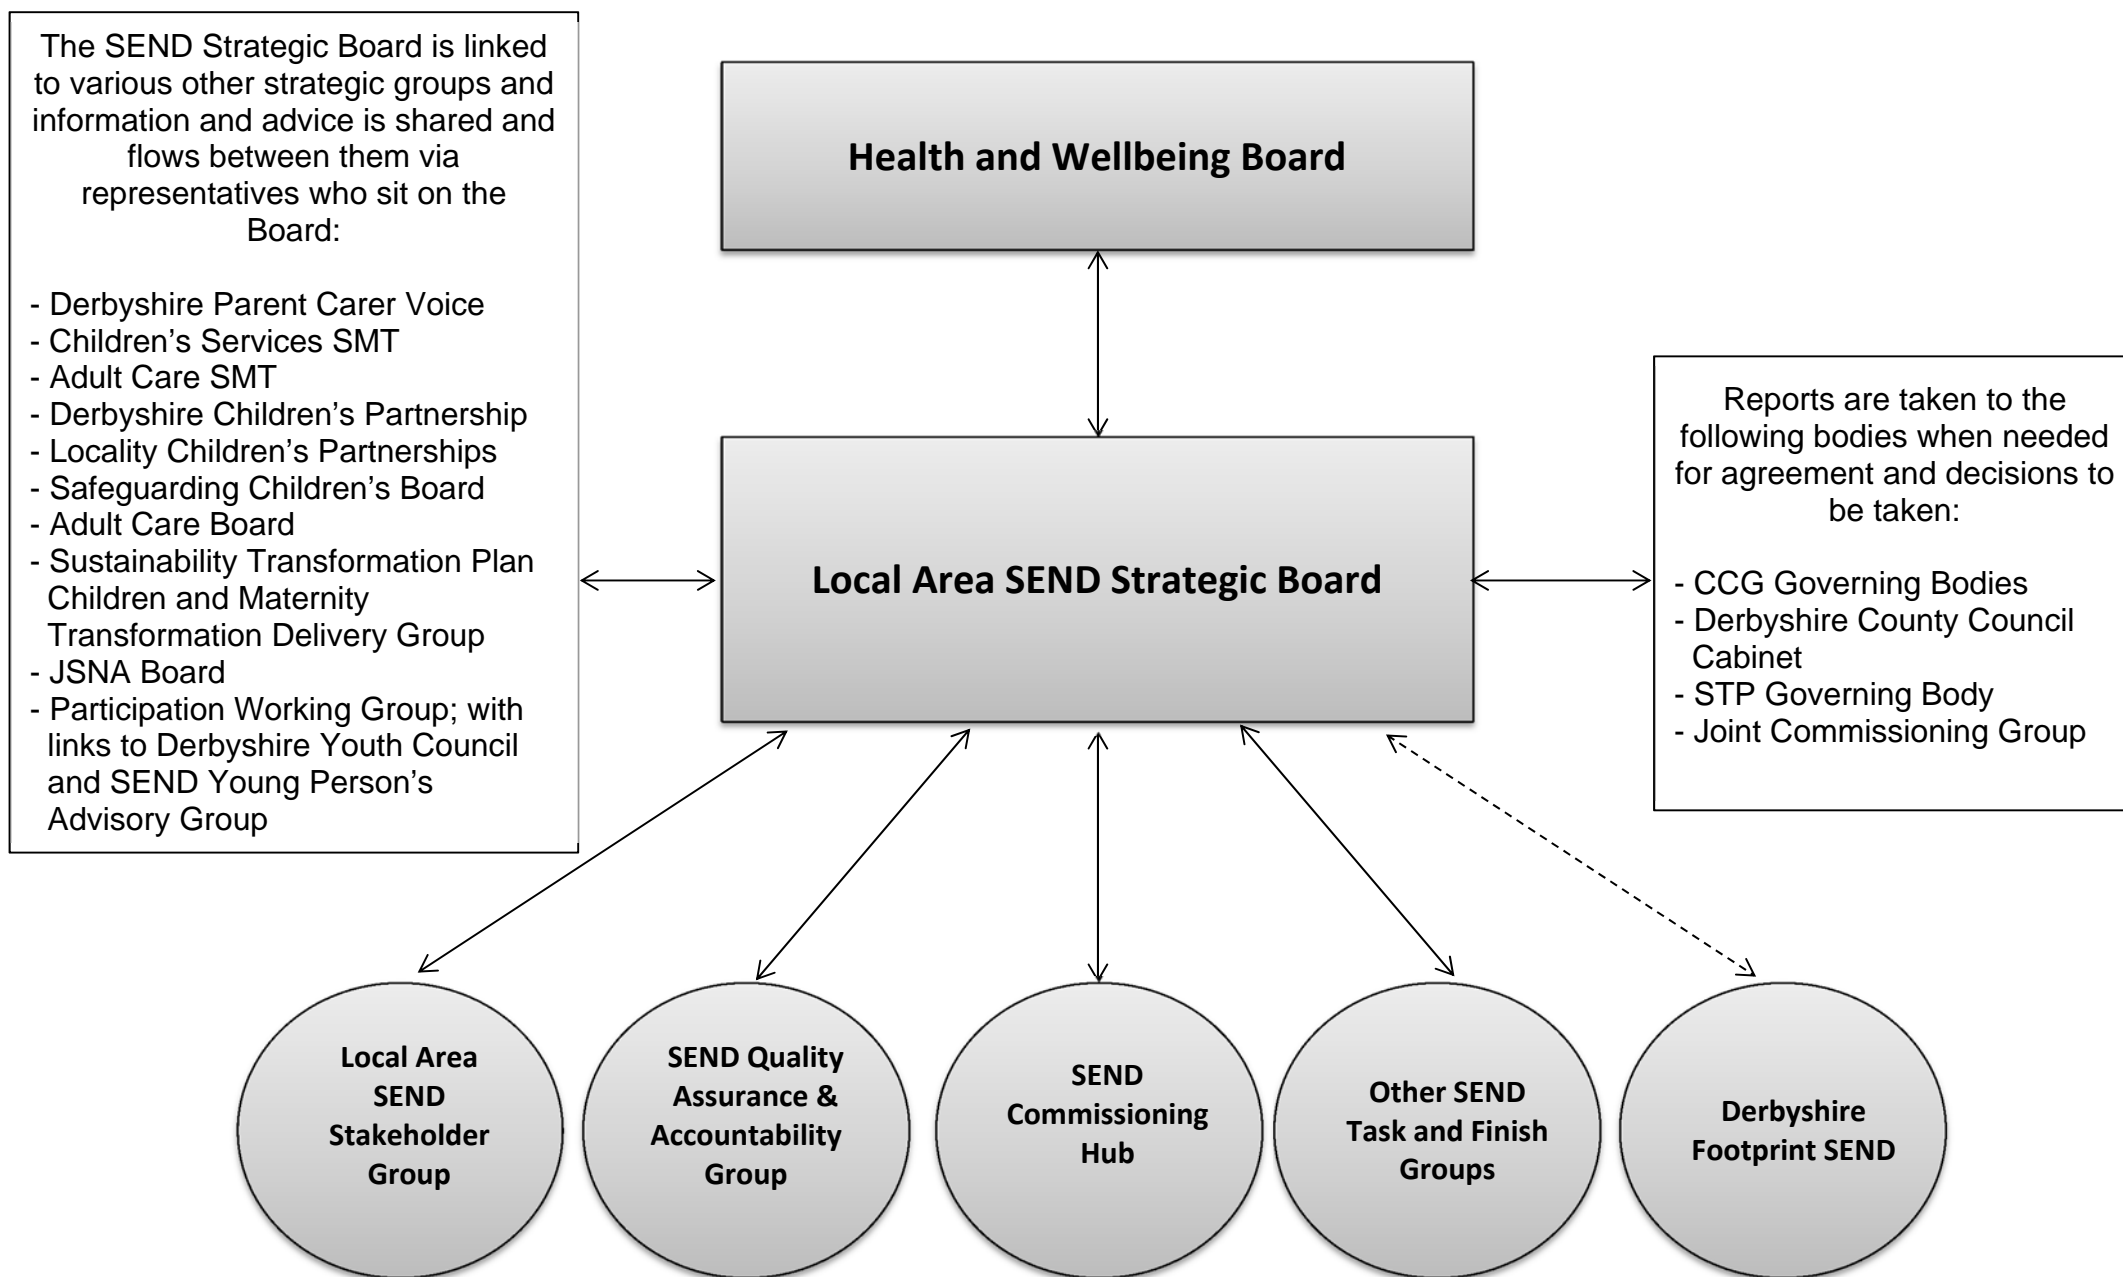 The SEND Strategic Board is linked
to various other strategic groups and
information and advice is shared and
flows between them via
representatives who sit on the
Board:
- Derbyshire Parent Carer Voice
- Children’s Services SMT
- Adult Care SMT
- Derbyshire Children’s Partnership
- Locality Children’s Partnerships
- Safeguarding Children’s Board
- Adult Care Board
- Sustainability Transformation Plan
Children and Maternity
Transformation Delivery Group
- JSNA Board
- Participation Working Group; with
links to Derbyshire Youth Council
and SEND Young Person’s
Advisory Group
Health and Wellbeing Board
Local Area SEND Strategic Board
Reports are taken to the
following bodies when needed
for agreement and decisions to
be taken:
- CCG Governing Bodies
- Derbyshire County Council
Cabinet
- STP Governing Body
- Joint Commissioning Group
Local Area
SEND
Stakeholder
Group
SEND Quality
Assurance &
Accountability
Group
SEND
Commissioning
Hub
Other SEND
Task and Finish
Groups
Derbyshire
Footprint SEND